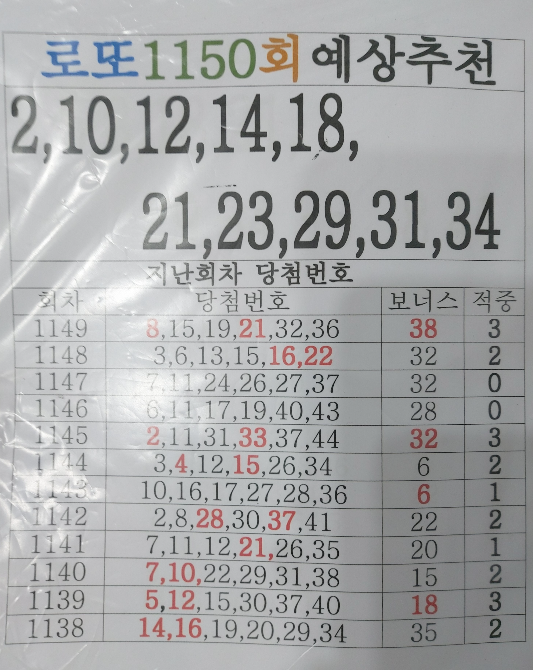 로또1150회 예상추천
2,10,12,14,18,
21,23,29,31,34
지난회차 당첨번호
회차 당첨번호 보너스 적중
1149 8,15,19,21,32,36 38 3
1148 3,6,13,15,16,22 32 2
1147 7,11,24,26,27,37 32 0
1146 6,11,17,19,40,43 28 0
1145 2,11,31,33,37,44 32 3
1144 3,4,12,15,26,34 6 2
1143 10,16,17,27,28,36 6 1
1142 2,8,28,30,37,41 22 2
1141 7,11,12,21,26,35 20 1
1140 7,10,22,29,31,38 15 2
1139 5,12,15,30,37,40 18 3
1138 14,16,19,20,29,34 35 2